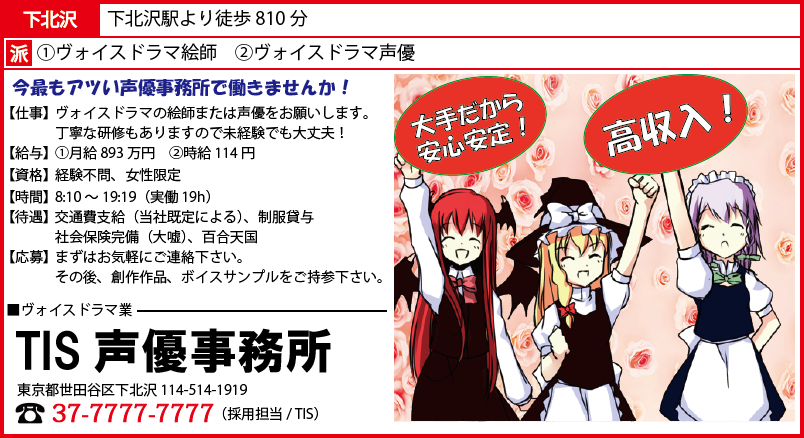 下北沢 下北沢駅より徒歩 810 分
派 ①ヴォイスドラマ絵師 ②ヴォイスドラマ声優
今最もアツい声優事務所で働きませんか！
【仕事】ヴォイスドラマの絵師または声優をお願いします。
丁寧な研修もありますので未経験でも大丈夫！
【給与】①月給 893 万円 ②時給 114 円
【資格】経験不問、女性限定
【時間】8:10 ～ 19:19（実働 19h）
【待遇】交通費支給（当社既定による）、制服貸与
社会保険完備（大嘘）、百合天国
【応募】まずはお気軽にご連絡下さい。
その後、創作作品、ボイスサンプルをご持参下さい。
■ヴォイスドラマ業
TIS 声優事務所
東京都世田谷区下北沢 114-514-1919
☎ 37-7777-7777（採用担当 / TIS）
大手だから
安心安定！
高収入！